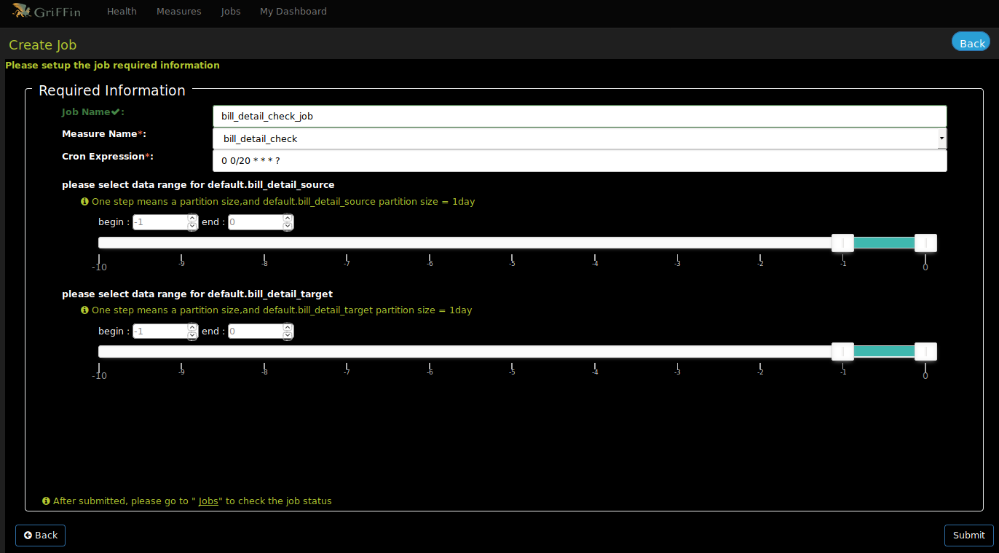 GriFFin Health Measures Jobs My Dashboard
Create Job Back
Please setup the job required information
Required Information
Job Name✔: bill_detail_check_job
Measure Name*: bill_detail_check
Cron Expression*: 0 0/20 * * * ?
please select data range for default.bill_detail_source
One step means a partition size,and default.bill_detail_source partition size = 1day
begin : -1 end : 0
-10 -9 -8 -7 -6 -5 -4 -3 -2 -1 0
please select data range for default.bill_detail_target
One step means a partition size,and default.bill_detail_target partition size = 1day
begin : -1 end : 0
-10 -9 -8 -7 -6 -5 -4 -3 -2 -1 0
After submitted, please go to " Jobs" to check the job status
Back Submit